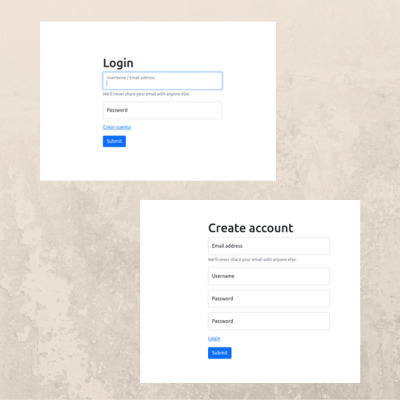 Login
UserName / Email address
We'll never share your email with anyone else.
Password
Crear cuenta
Submit
Create account
Email address
We'll never share your email with anyone else.
Username
Password
Password
Login
Submit